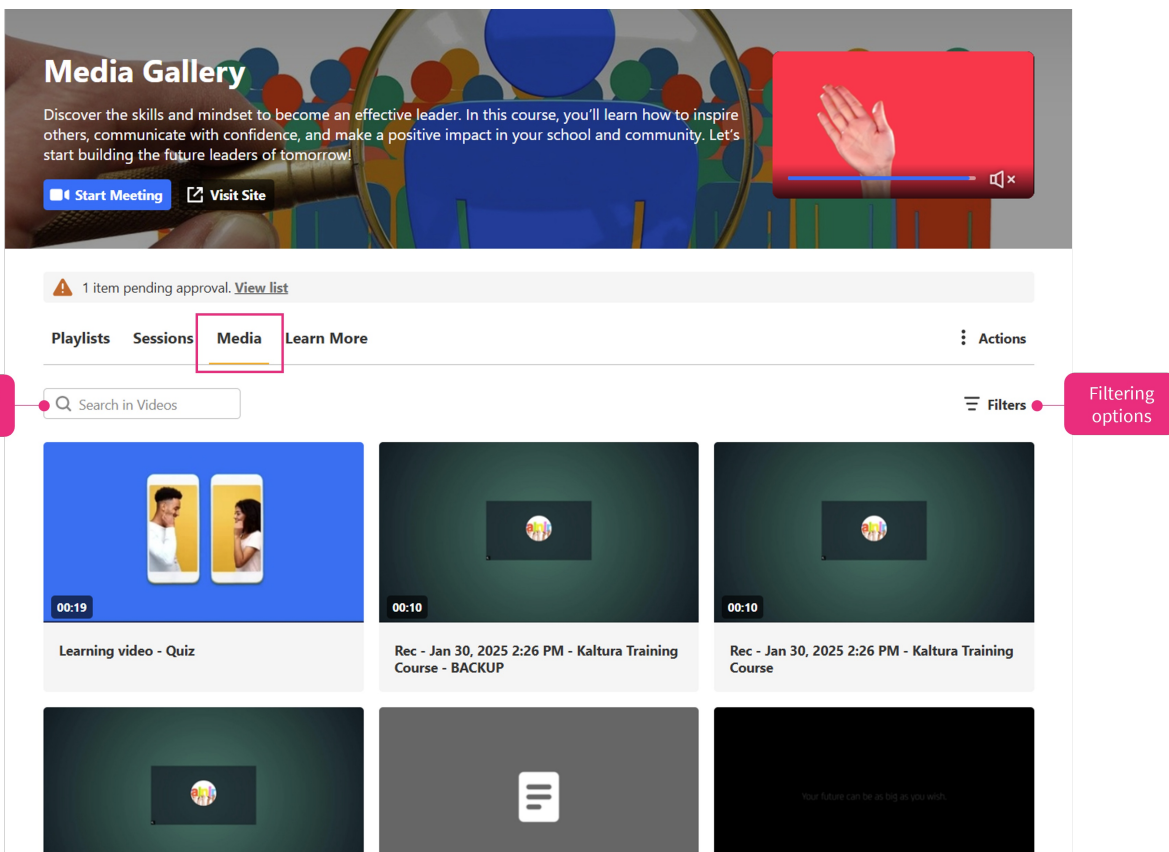 Media Gallery
Discover the skills and mindset to become an effective leader. In this course, you'll learn how to inspire
others, communicate with confidence, and make a positive impact in your school and community. Let's
start building the future leaders of tomorrow!
Start Meeting
Visit Site
1 item pending approval. View list
Playlists Sessions Media Learn More
Actions
Search in Videos
Filters
Filtering
options
00:19
00:10
00:10
Learning video - Quiz
Rec - Jan 30, 2025 2:26 PM - Kaltura Training
Course - BACKUP
Rec - Jan 30, 2025 2:26 PM - Kaltura Training
Course
Your future can be as big as you wish.